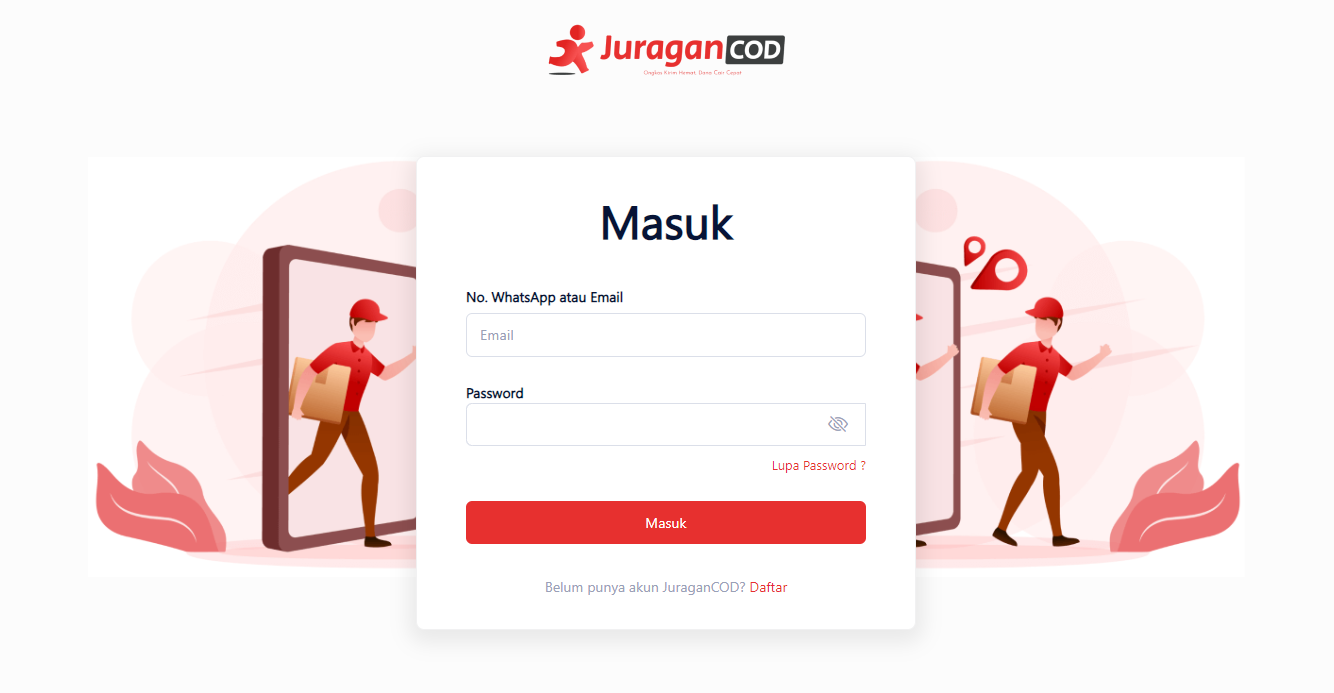 JuraganCOD
Ongkos Kirim Hemat, Dana Cair Cepat
Masuk
No. WhatsApp atau Email
Email
Password
Lupa Password ?
Masuk
Belum punya akun JuraganCOD? Daftar